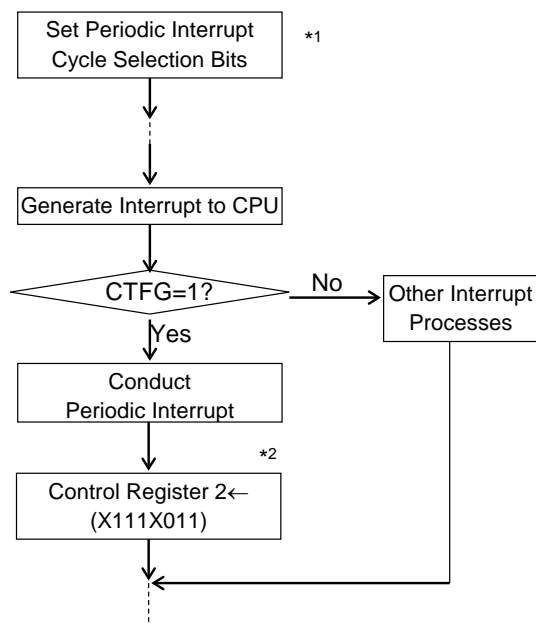 Set Periodic Interrupt
Cycle Selection Bits
*1
Generate Interrupt to CPU
CTFG=1?
No
Other Interrupt
Processes
Yes
Conduct
Periodic Interrupt
*2
Control Register 2←
(X111X011)